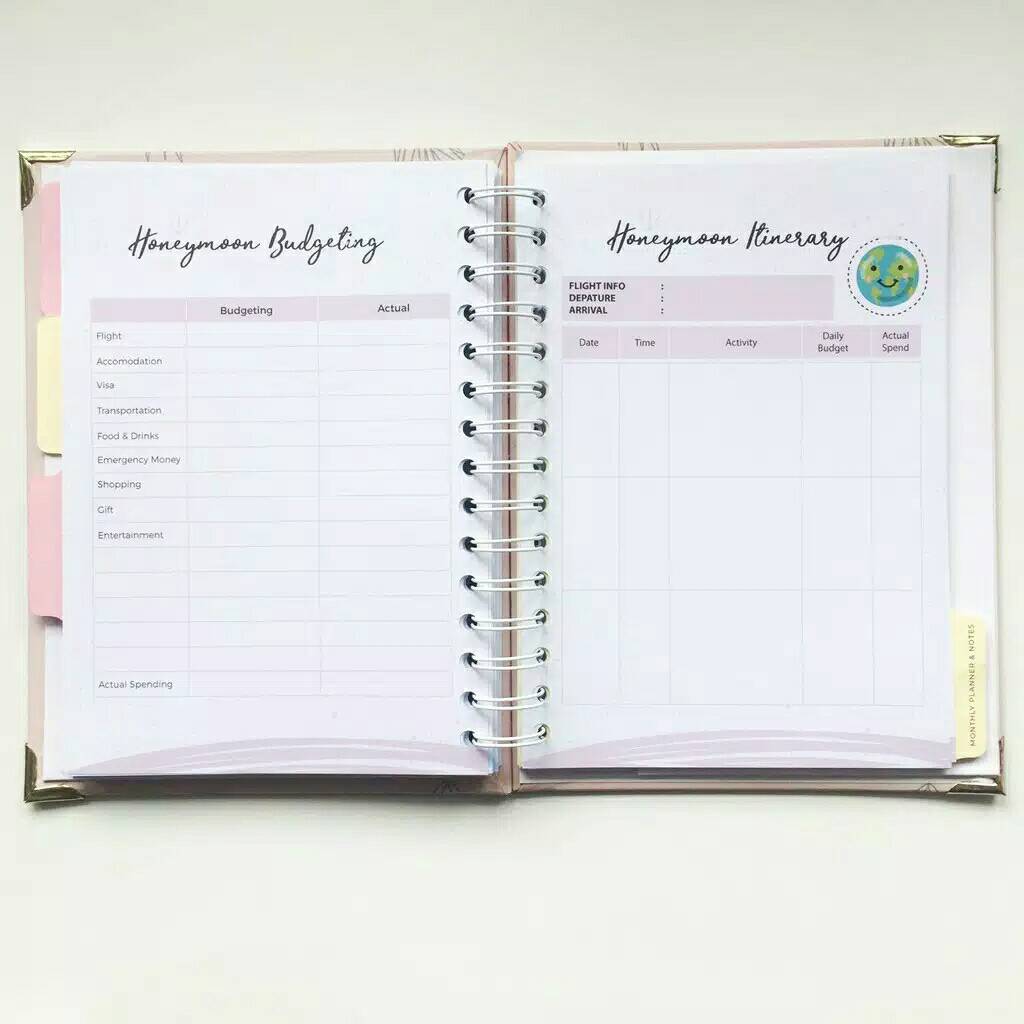 Honeymoon Budgeting
Budgeting Actual
Flight
Accomodation
Visa
Transportation
Food & Drinks
Emergency Money
Shopping
Gift
Entertainment
Actual Spending
Honeymoon Itinerary
FLIGHT INFO :
DEPATURE :
ARRIVAL :
Date Time Activity Daily Budget Actual Spend
MONTHLY PLANNER & NOTES